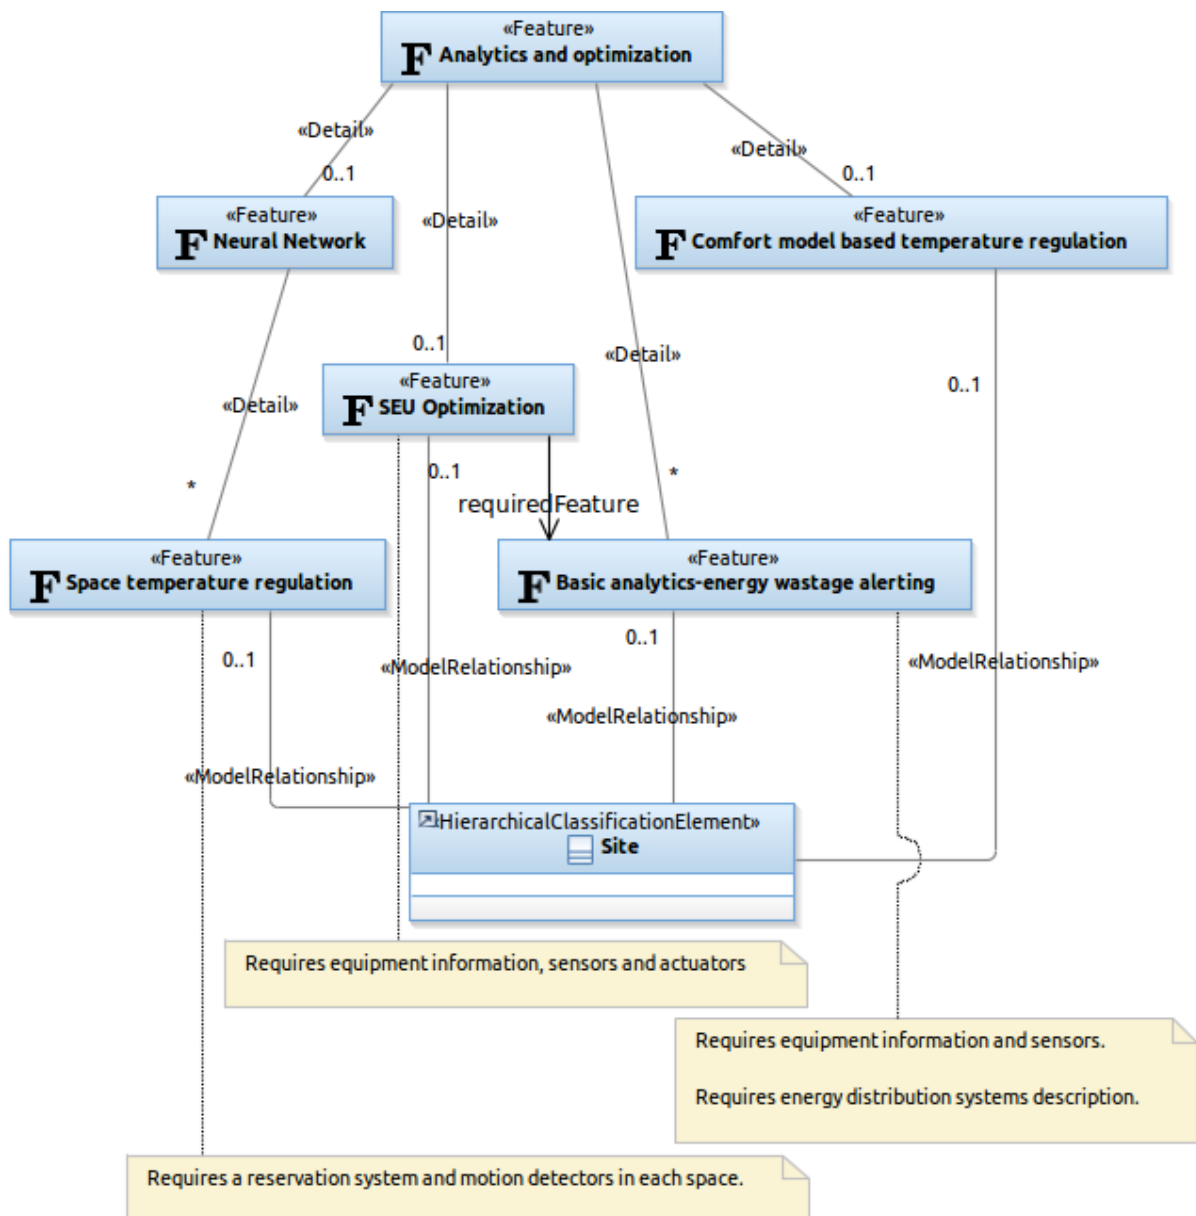 «Feature»
F Analytics and optimization
«Detail»
«Detail»
0..1
0..1
«Feature»
F Neural Network
«Detail»
«Feature»
F Comfort model based temperature regulation
0..1
«Detail»
«Feature»
F SEU Optimization
0..1
«Detail»
0..1
*
*
requiredFeature
«Feature»
F Space temperature regulation
«Feature»
F Basic analytics-energy wastage alerting
0..1
0..1
«ModelRelationship»
«ModelRelationship»
«ModelRelationship»
«ModelRelationship»
HierarchicalClassificationElement»
Site
Requires equipment information, sensors and actuators
Requires equipment information and sensors.
Requires energy distribution systems description.
Requires a reservation system and motion detectors in each space.